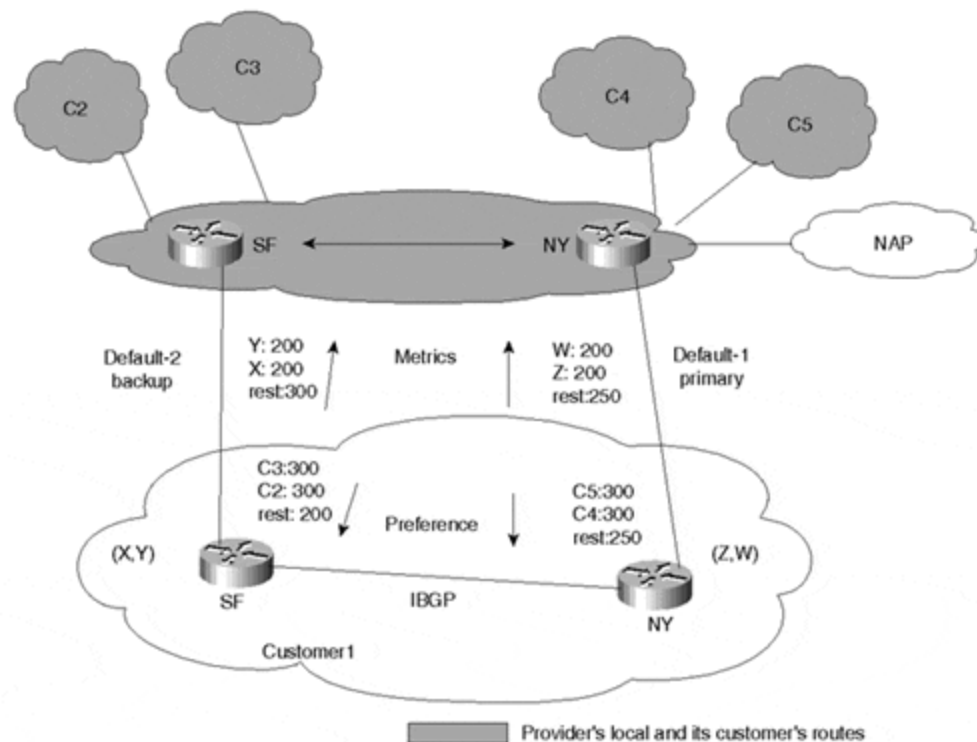 C2
C3
C4
C5
SF
NY
NAP
Default-2
backup
Y: 200
X: 200
rest:300
Metrics
W: 200
Z: 200
rest:250
Default-1
primary
C3:300
C2: 300
rest: 200
Preference
C5:300
C4:300
rest:250
(X,Y)
(Z,W)
SF
IBGP
NY
Customer1
Provider's local and its customer's routes